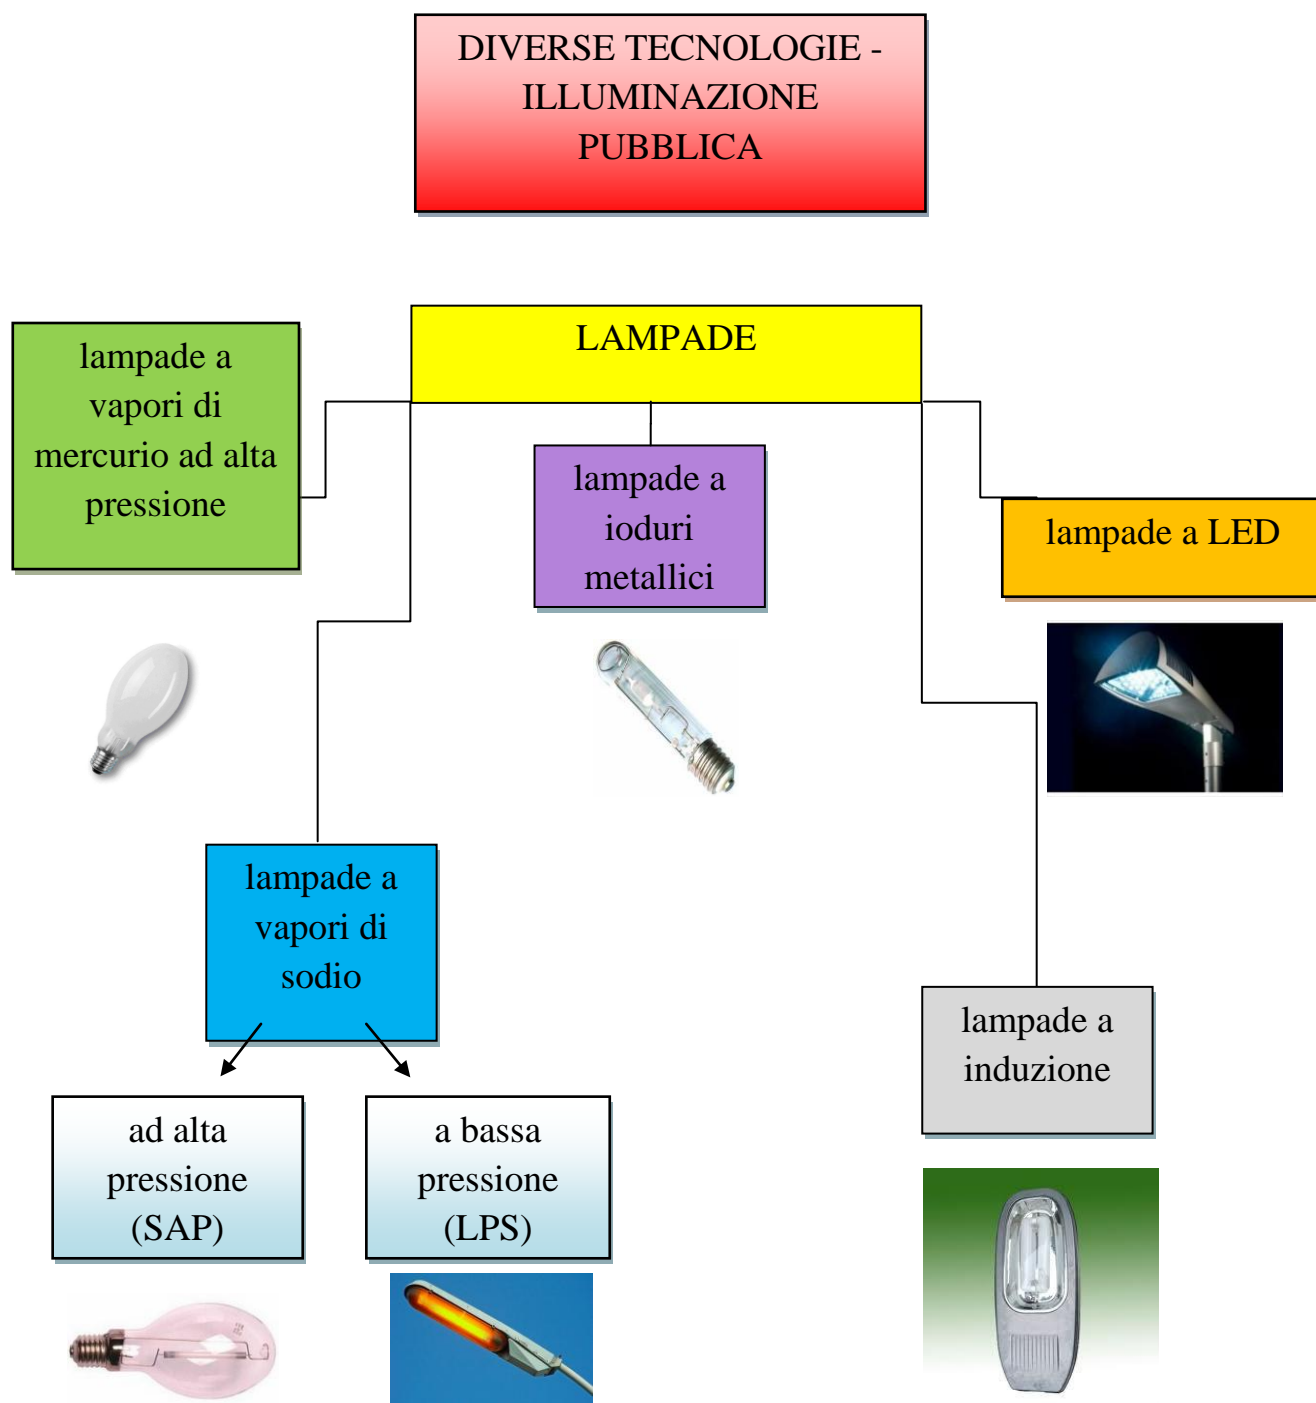 DIVERSE TECNOLOGIE -
ILLUMINAZIONE
PUBBLICA
LAMPADE
lampade a
vapori di
mercurio ad alta
pressione
lampade a
ioduri
metallici
lampade a LED
lampade a
vapori di
sodio
lampade a
induzione
ad alta
pressione
(SAP)
a bassa
pressione
(LPS)